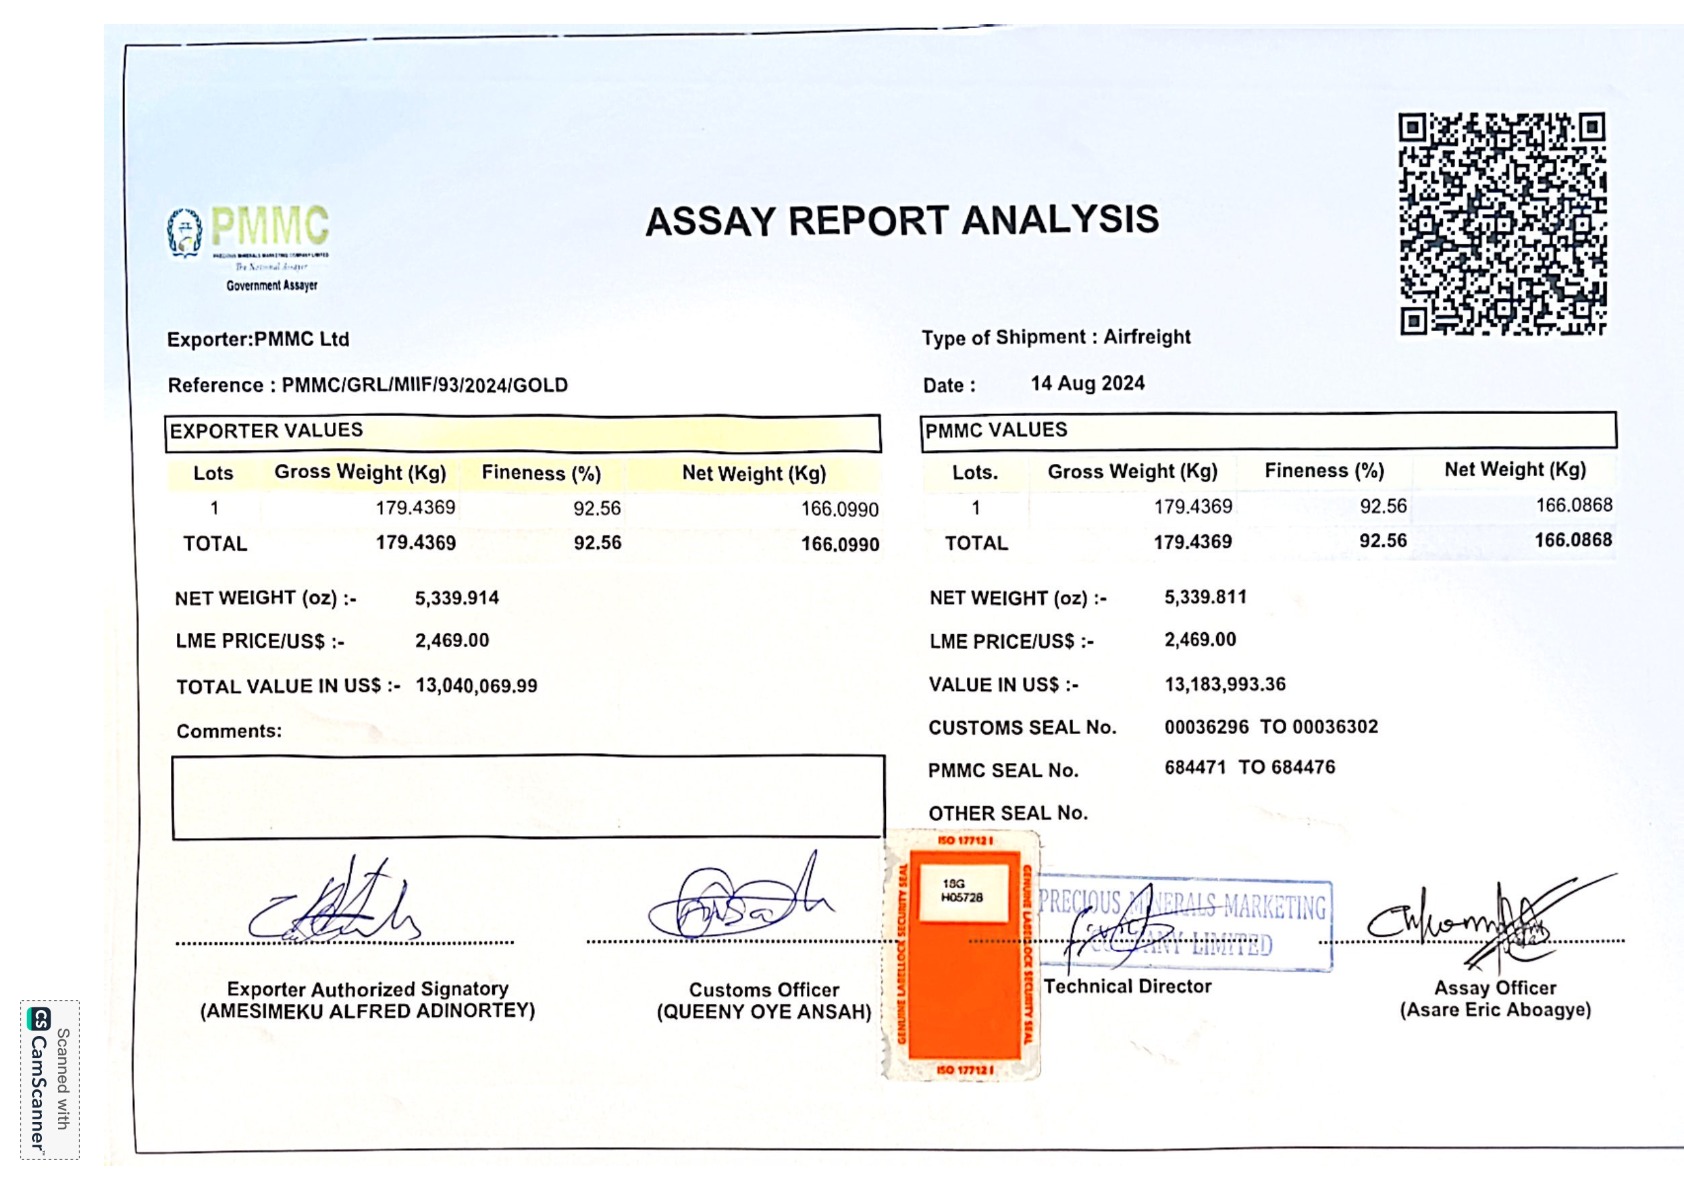 ASSAY REPORT ANALYSIS
PMMC
PRECIOUS MINERALS MARKETING COMPANY LIMITED
The National Assayer
Government Assayer
Exporter:PMMC Ltd
Type of Shipment : Airfreight
Reference : PMMC/GRL/MIIF/93/2024/GOLD
Date : 14 Aug 2024
EXPORTER VALUES
Lots Gross Weight (Kg) Fineness (%) Net Weight (Kg)
1 179.4369 92.56 166.0990
TOTAL 179.4369 92.56 166.0990
NET WEIGHT (oz) :- 5,339.914
LME PRICE/US$ :- 2,469.00
TOTAL VALUE IN US$ :- 13,040,069.99
Comments:
PMMC VALUES
Lots. Gross Weight (Kg) Fineness (%) Net Weight (Kg)
1 179.4369 92.56 166.0868
TOTAL 179.4369 92.56 166.0868
NET WEIGHT (oz) :- 5,339.811
LME PRICE/US$ :- 2,469.00
VALUE IN US$ :- 13,183,993.36
CUSTOMS SEAL No. 00036296 TO 00036302
PMMC SEAL No. 684471 TO 684476
OTHER SEAL No.
ISO 17712
GENUINE LABELLOCK SECURITY SEAL
18G
H05728
GENUINE LABELLOCK SECURITY SEAL
ISO 17712
PRECIOUS MINERALS MARKETING
COMPANY LIMITED
Exporter Authorized Signatory
(AMESIMEKU ALFRED ADINORTEY)
Customs Officer
(QUEENY OYE ANSAH)
Technical Director
Assay Officer
(Asare Eric Aboagye)
Scanned with
CS CamScanner